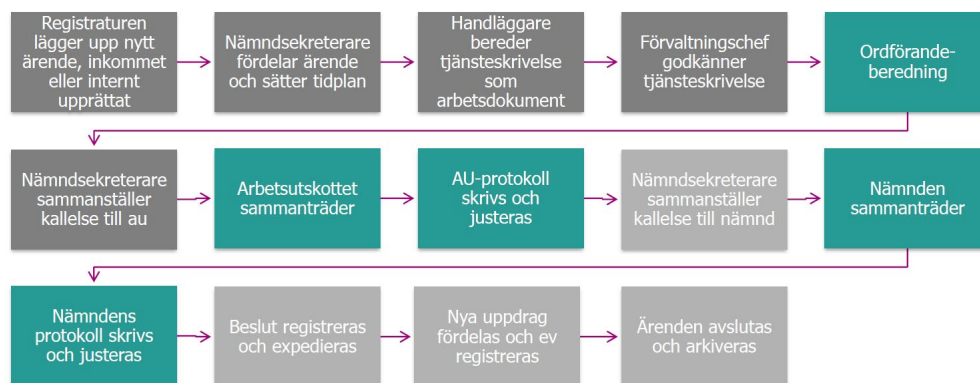 Registraturen
lägger upp nytt
ärende, inkommet
eller internt
upprättat
Nämndsekreterare
fördelar ärende
och sätter tidplan
Handläggare
bereder
tjänsteskrivelse
som
arbetsdokument
Förvaltningschef
godkänner
tjänsteskrivelse
Ordförande-
beredning
Nämndsekreterare
sammanställer
kallelse till au
Arbetsutskottet
sammanträder
AU-protokoll
skrivs och
justeras
Nämndsekreterare
sammanställer
kallelse till nämnd
Nämnden
sammanträder
Nämndens
protokoll skrivs
och justeras
Beslut registreras
och expedieras
Nya uppdrag
fördelas och ev
registreras
Ärenden avslutas
och arkiveras